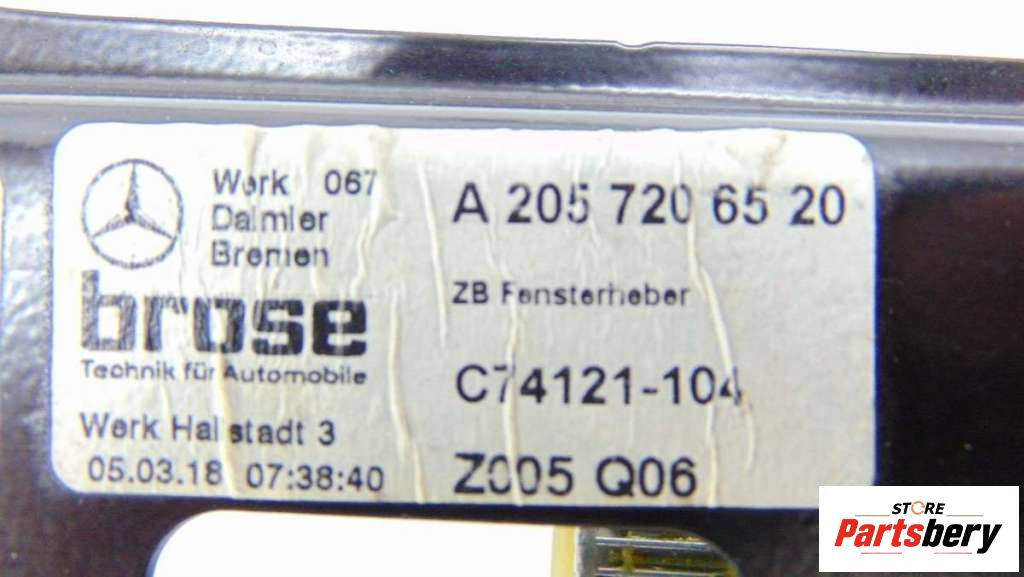 Werk 067
Daimler
Bremen
A 205 720 65 20
brose
Technik für Automobile
ZB Fensterheber
C74121-104
Werk Hallstadt 3
05.03.18 07:38:40
Z005 Q06
STORE
Partsbery